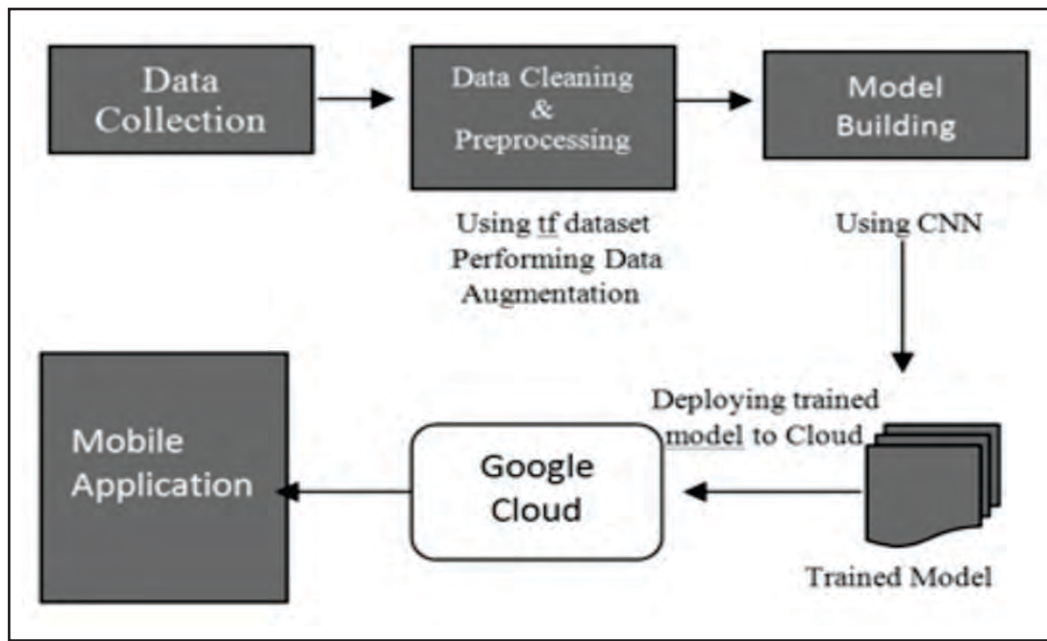 Data
Collection
Data Cleaning
&
Preprocessing
Model
Building
Using tf dataset
Performing Data
Augmentation
Using CNN
Deploying trained
model to Cloud
Trained Model
Google
Cloud
Mobile
Application